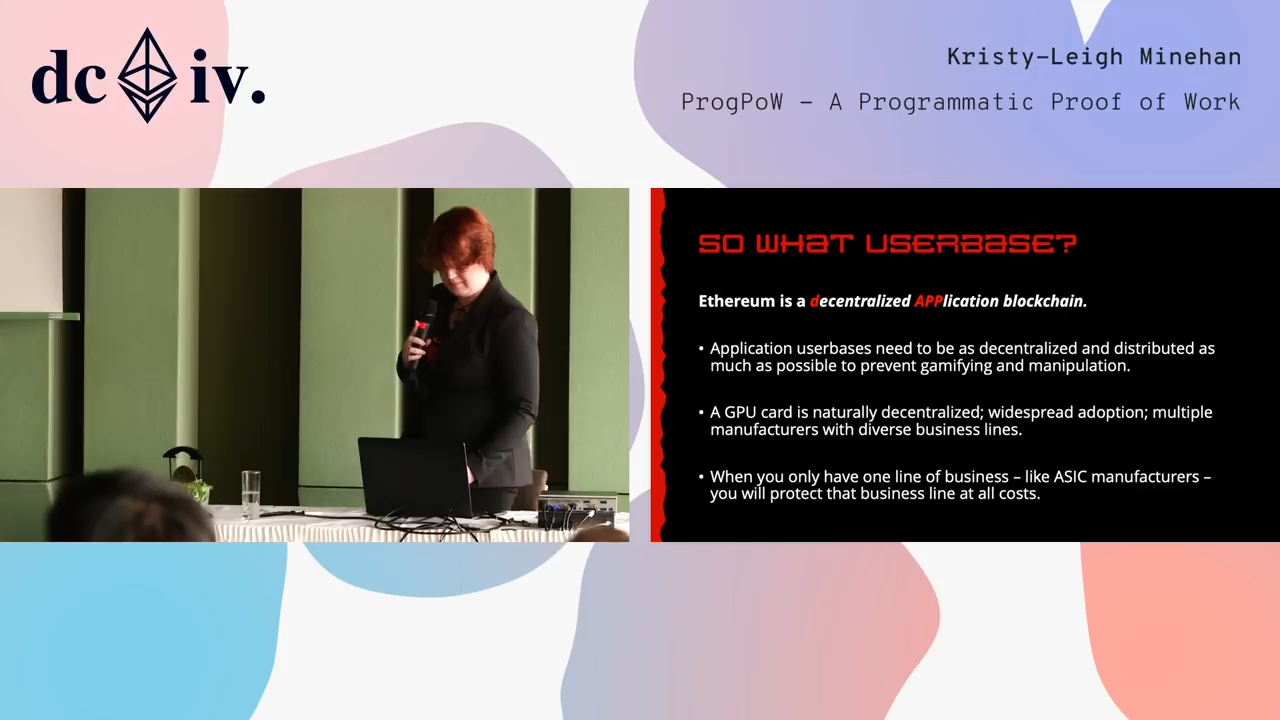 dc iv.
Kristy-Leigh Minehan
ProgPoW - A Programmatic Proof of Work
SO WHAT USERBASE?
Ethereum is a decentralized APPlication blockchain.
• Application userbases need to be as decentralized and distributed as
much as possible to prevent gamifying and manipulation.
• A GPU card is naturally decentralized; widespread adoption; multiple
manufacturers with diverse business lines.
• When you only have one line of business – like ASIC manufacturers –
you will protect that business line at all costs.